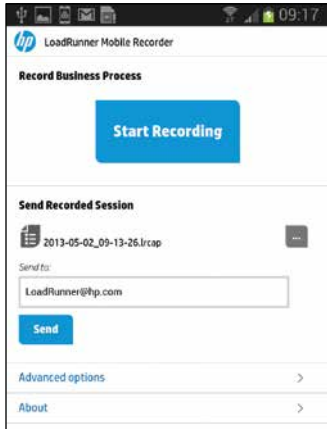 09:17
hp LoadRunner Mobile Recorder
Record Business Process
Start Recording
Send Recorded Session
2013-05-02_09-13-26.lrcap
...
Send to:
LoadRunner@hp.com
Send
Advanced options
About